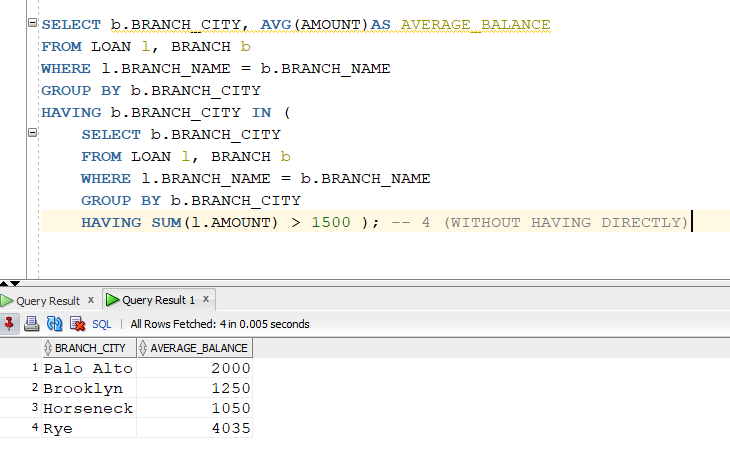 SELECT b.BRANCH_CITY, AVG(AMOUNT)AS AVERAGE_BALANCE
FROM LOAN l, BRANCH b
WHERE l.BRANCH_NAME = b.BRANCH_NAME
GROUP BY b.BRANCH_CITY
HAVING b.BRANCH_CITY IN (
SELECT b.BRANCH_CITY
FROM LOAN l, BRANCH b
WHERE l.BRANCH_NAME = b.BRANCH_NAME
GROUP BY b.BRANCH_CITY
HAVING SUM(l.AMOUNT) > 1500 ); -- 4 (WITHOUT HAVING DIRECTLY)
Query Result x Query Result 1 x
SQL | All Rows Fetched: 4 in 0.005 seconds
BRANCH_CITY AVERAGE_BALANCE
1 Palo Alto 2000
2 Brooklyn 1250
3 Horseneck 1050
4 Rye 4035